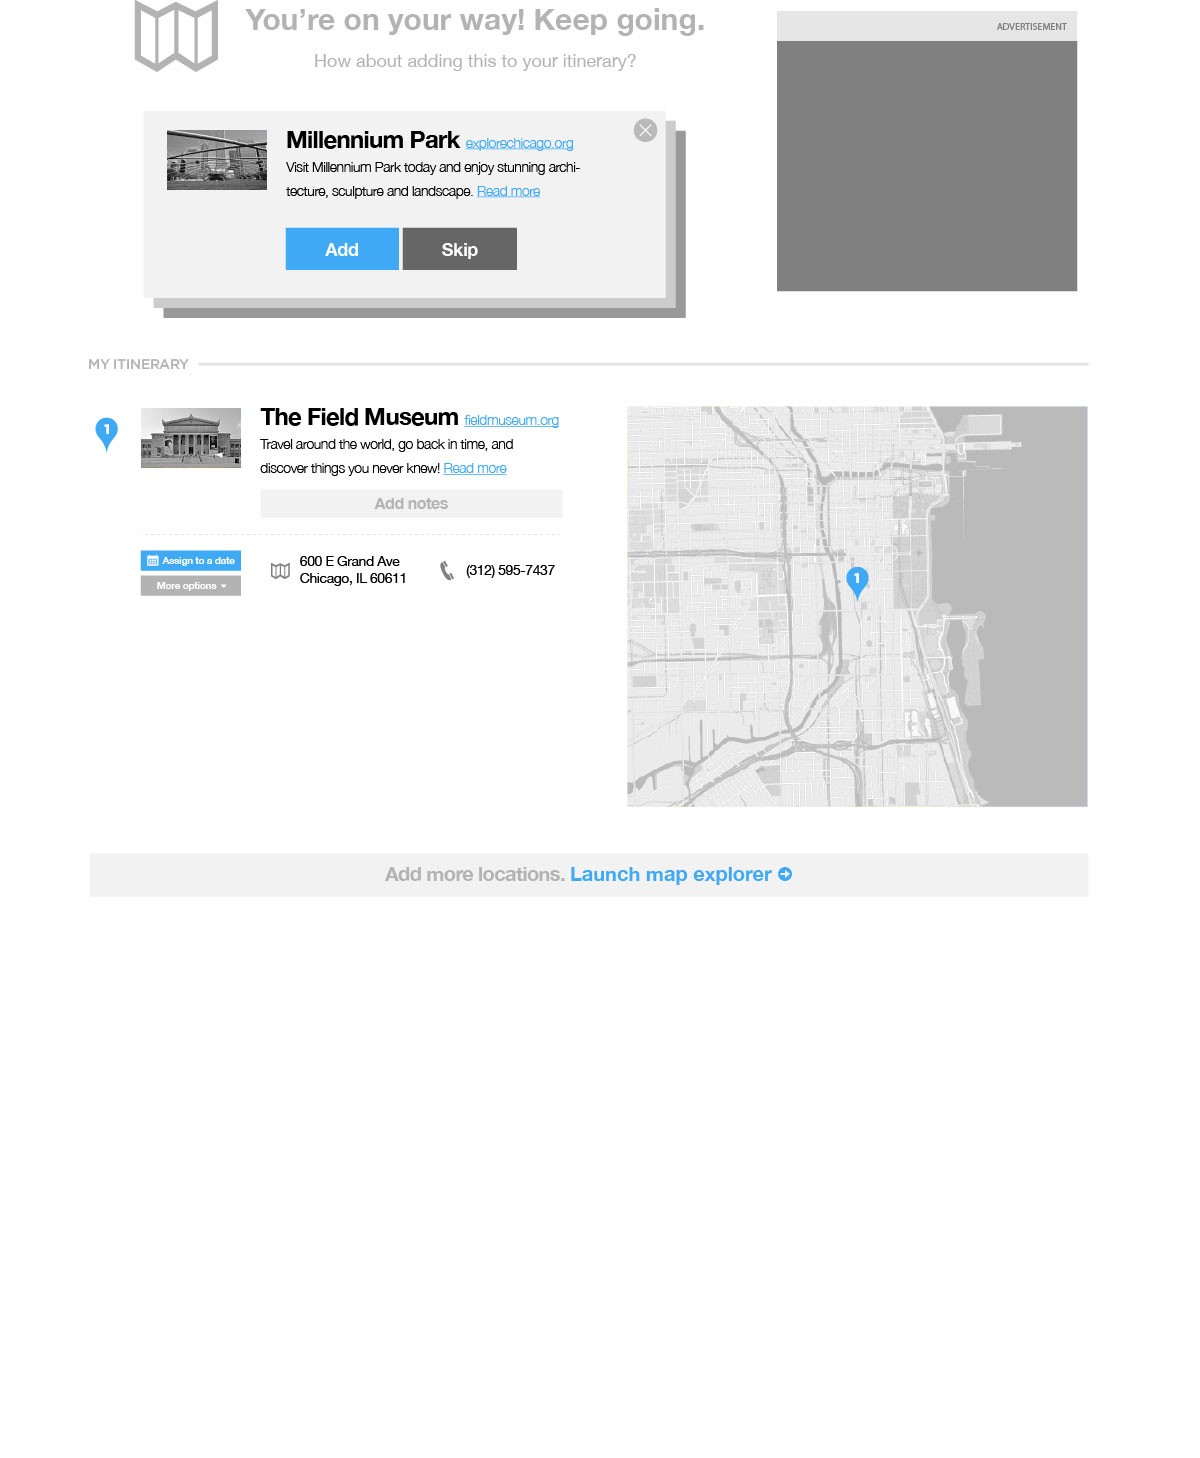 You're on your way! Keep going.
How about adding this to your itinerary?
ADVERTISEMENT
Millennium Park explorechicago.org
Visit Millennium Park today and enjoy stunning archi-
tecture, sculpture and landscape. Read more
Add Skip
MY ITINERARY
1
The Field Museum fieldmuseum.org
Travel around the world, go back in time, and
discover things you never knew! Read more
Add notes
Assign to a date
More options
600 E Grand Ave
Chicago, IL 60611
(312) 595-7437
1
Add more locations. Launch map explorer